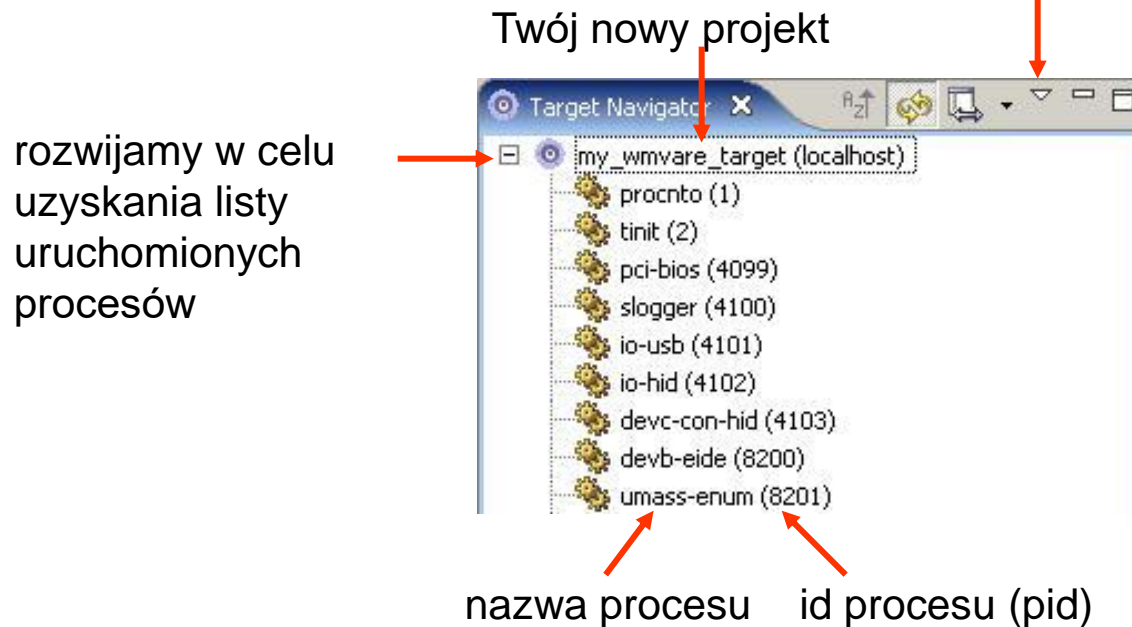 Twój nowy projekt
rozwijamy w celu
uzyskania listy
uruchomionych
procesów
Target Navigator
my_wmvare_target (localhost)
procnto (1)
tinit (2)
pci-bios (4099)
slogger (4100)
io-usb (4101)
io-hid (4102)
devc-con-hid (4103)
devb-eide (8200)
umass-enum (8201)
nazwa procesu
id procesu (pid)